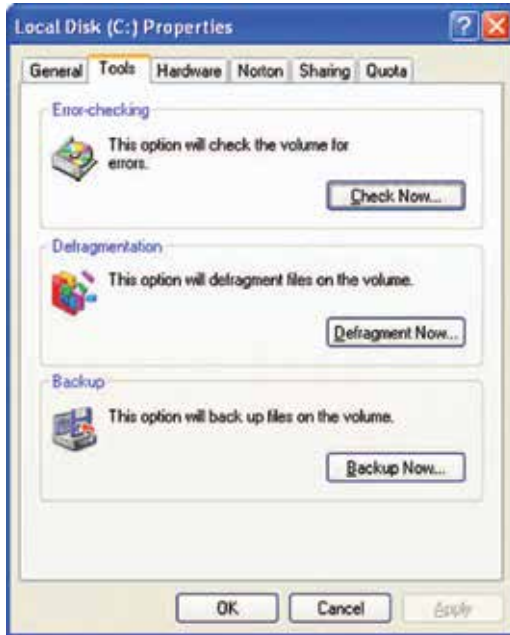 Local Disk (C:) Properties
General Tools Hardware Norton Sharing Quota
Error-checking
This option will check the volume for
errors.
Check Now...
Defragmentation
This option will defragment files on the volume.
Defragment Now...
Backup
This option will back up files on the volume.
Backup Now...
OK Cancel Apply